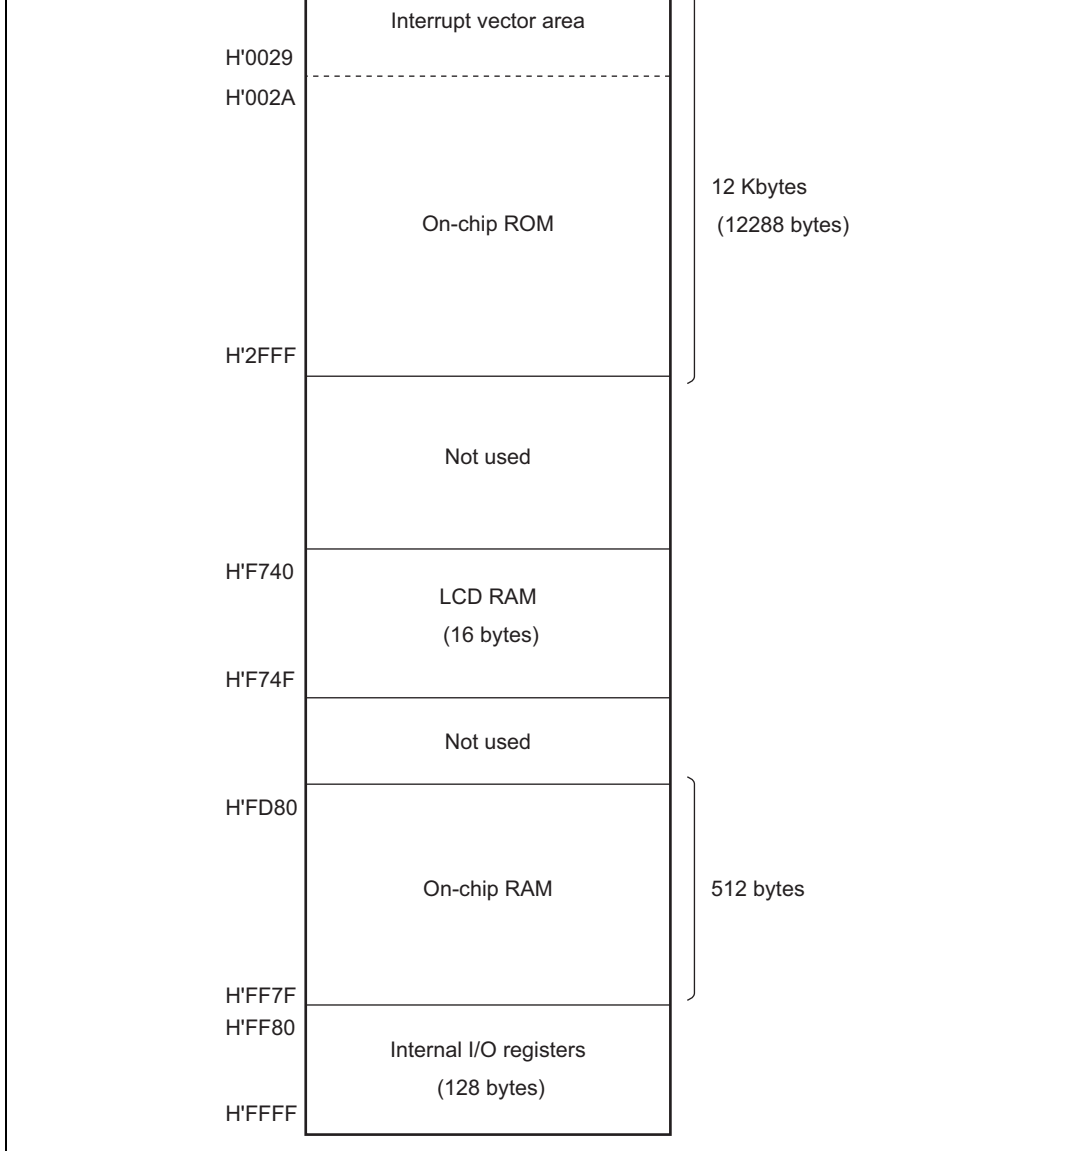 Interrupt vector area
H'0029
H'002A
12 Kbytes
On-chip ROM
(12288 bytes)
H'2FFF
Not used
H'F740
LCD RAM
(16 bytes)
H'F74F
Not used
H'FD80
On-chip RAM
512 bytes
H'FF7F
H'FF80
Internal I/O registers
(128 bytes)
H'FFFF